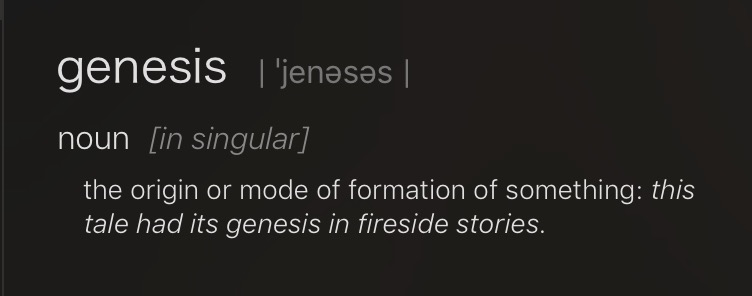 genesis | ˈjenəsəs |
noun [in singular]
the origin or mode of formation of something: this
tale had its genesis in fireside stories.